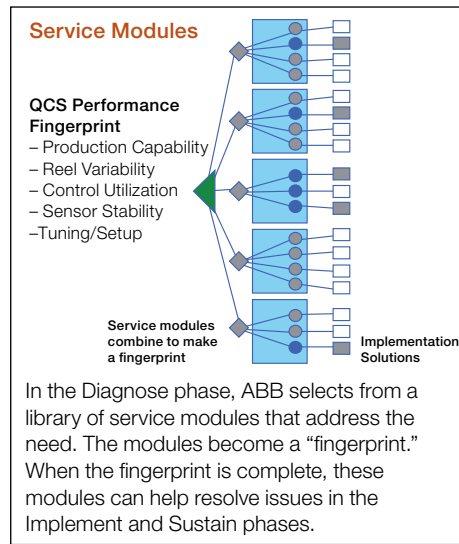 Service Modules
QCS Performance
Fingerprint
– Production Capability
– Reel Variability
– Control Utilization
– Sensor Stability
–Tuning/Setup
Service modules
combine to make
a fingerprint
Implementation
Solutions
In the Diagnose phase, ABB selects from a
library of service modules that address the
need. The modules become a “fingerprint.”
When the fingerprint is complete, these
modules can help resolve issues in the
Implement and Sustain phases.